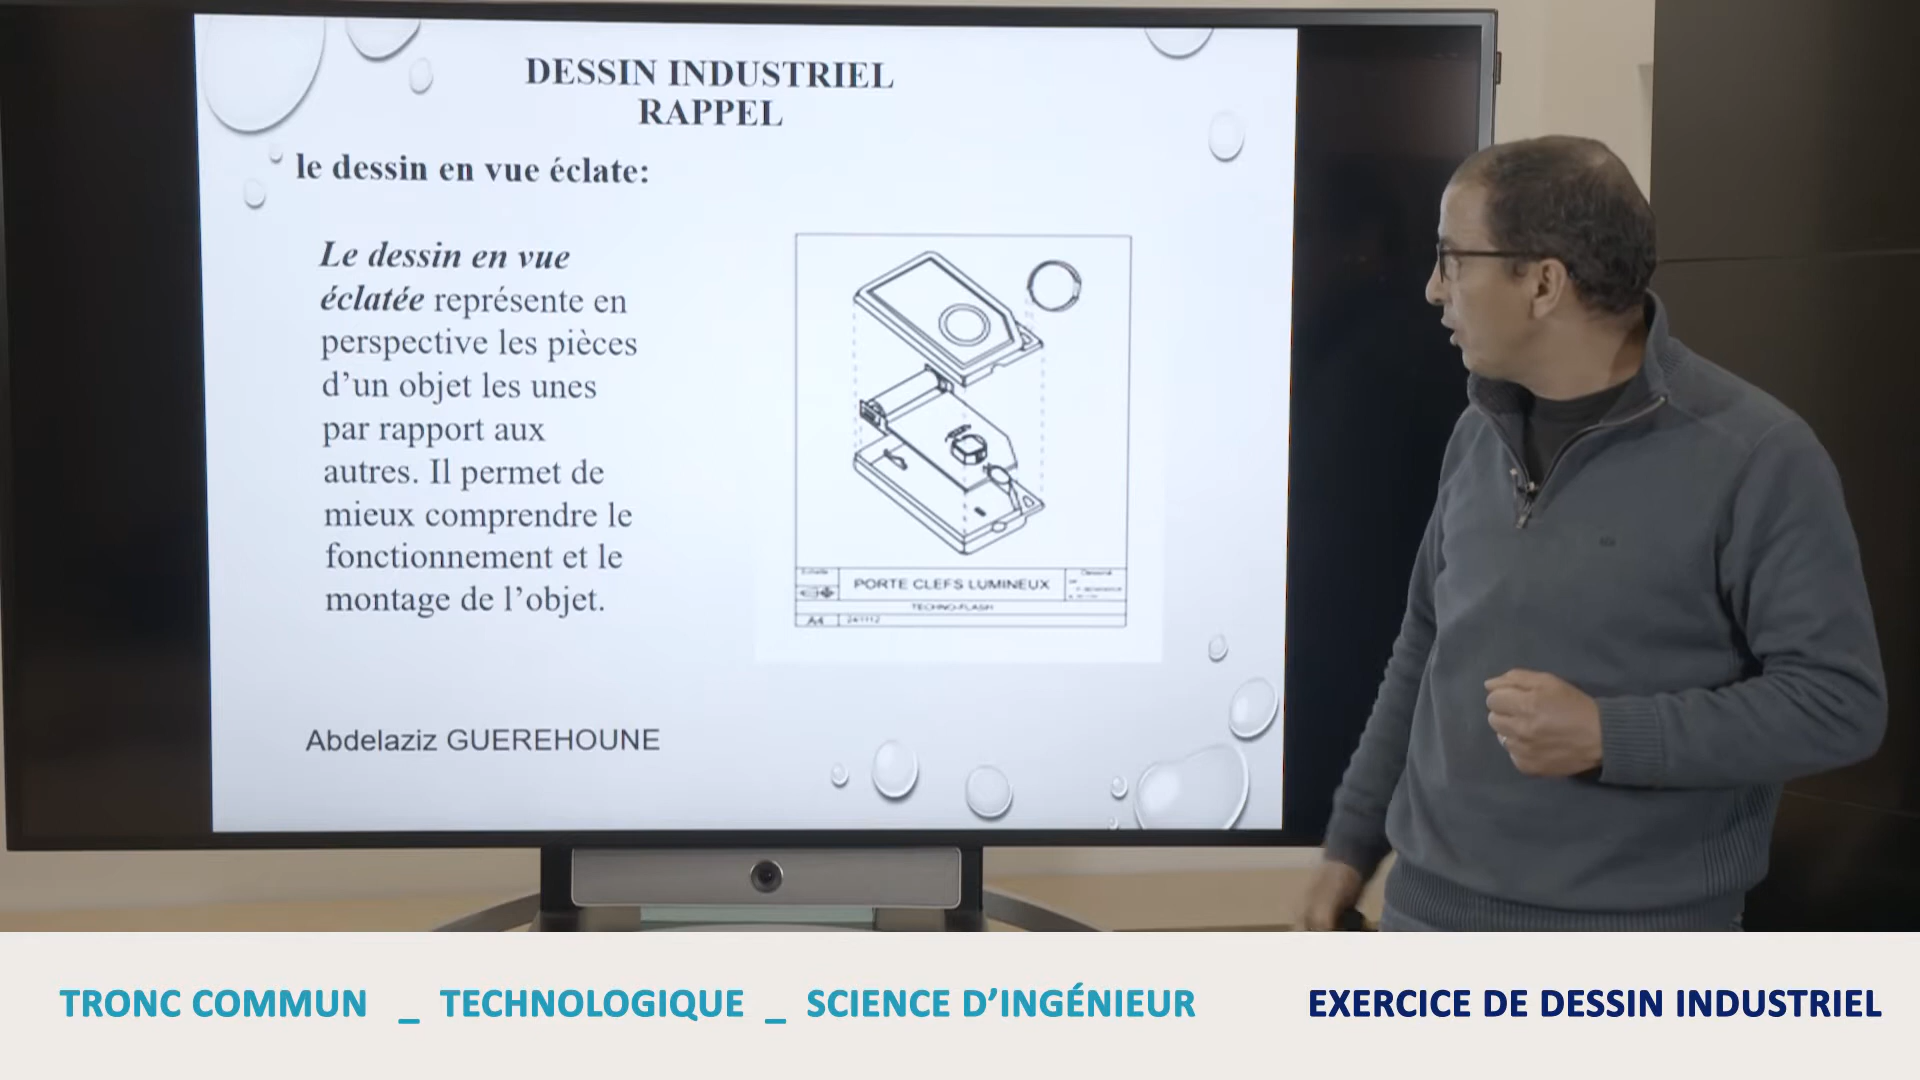 DESSIN INDUSTRIEL
RAPPEL
le dessin en vue éclate:
Le dessin en vue
éclatée représente en
perspective les pièces
d’un objet les unes
par rapport aux
autres. Il permet de
mieux comprendre le
fonctionnement et le
montage de l’objet.
PORTE CLEFS LUMINEUX
TECHNO-FLASH
A4
Abdelaziz GUEREHOUNE
TRONC COMMUN _ TECHNOLOGIQUE _ SCIENCE D’INGÉNIEUR
EXERCICE DE DESSIN INDUSTRIEL